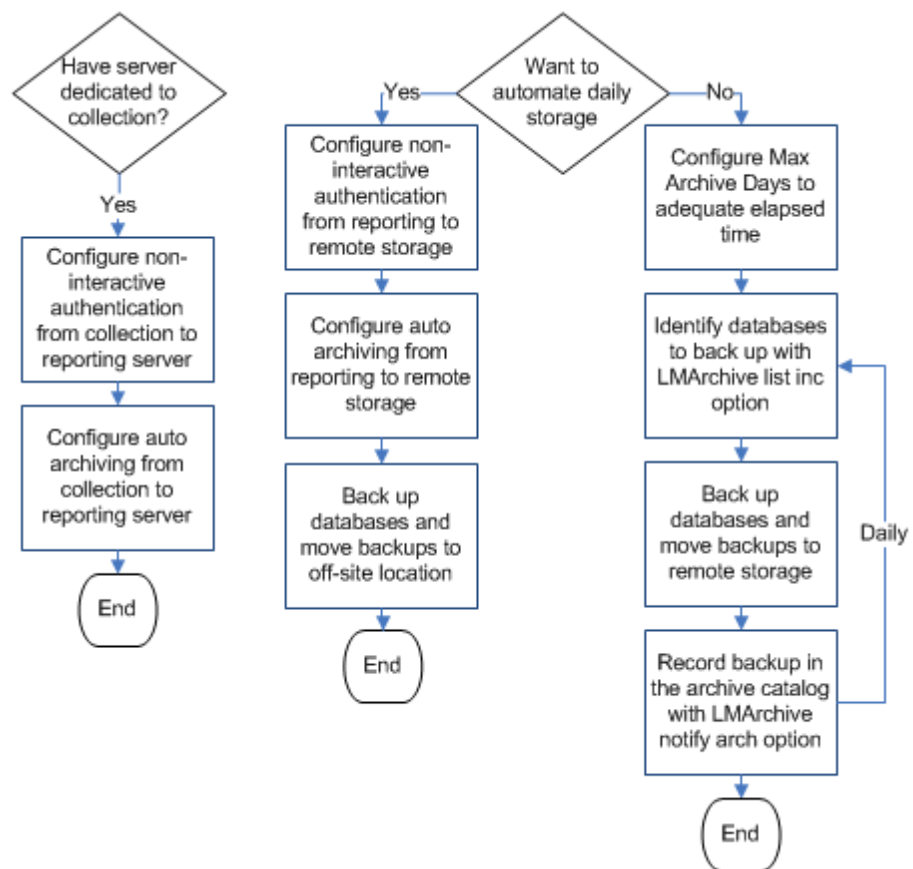 Have server
dedicated to
collection?
Yes
Configure non-
interactive
authentication
from collection to
reporting server
Configure auto
archiving from
collection to
reporting server
End
Want to
automate daily
storage
Yes
No
Configure non-
interactive
authentication
from reporting to
remote storage
Configure auto
archiving from
reporting to remote
storage
Back up
databases and
move backups to
off-site location
End
Configure Max
Archive Days to
adequate elapsed
time
Identify databases
to back up with
LMArchive list inc
option
Back up
databases and
move backups to
remote storage
Daily
Record backup in
the archive catalog
with LMArchive
notify arch option
End